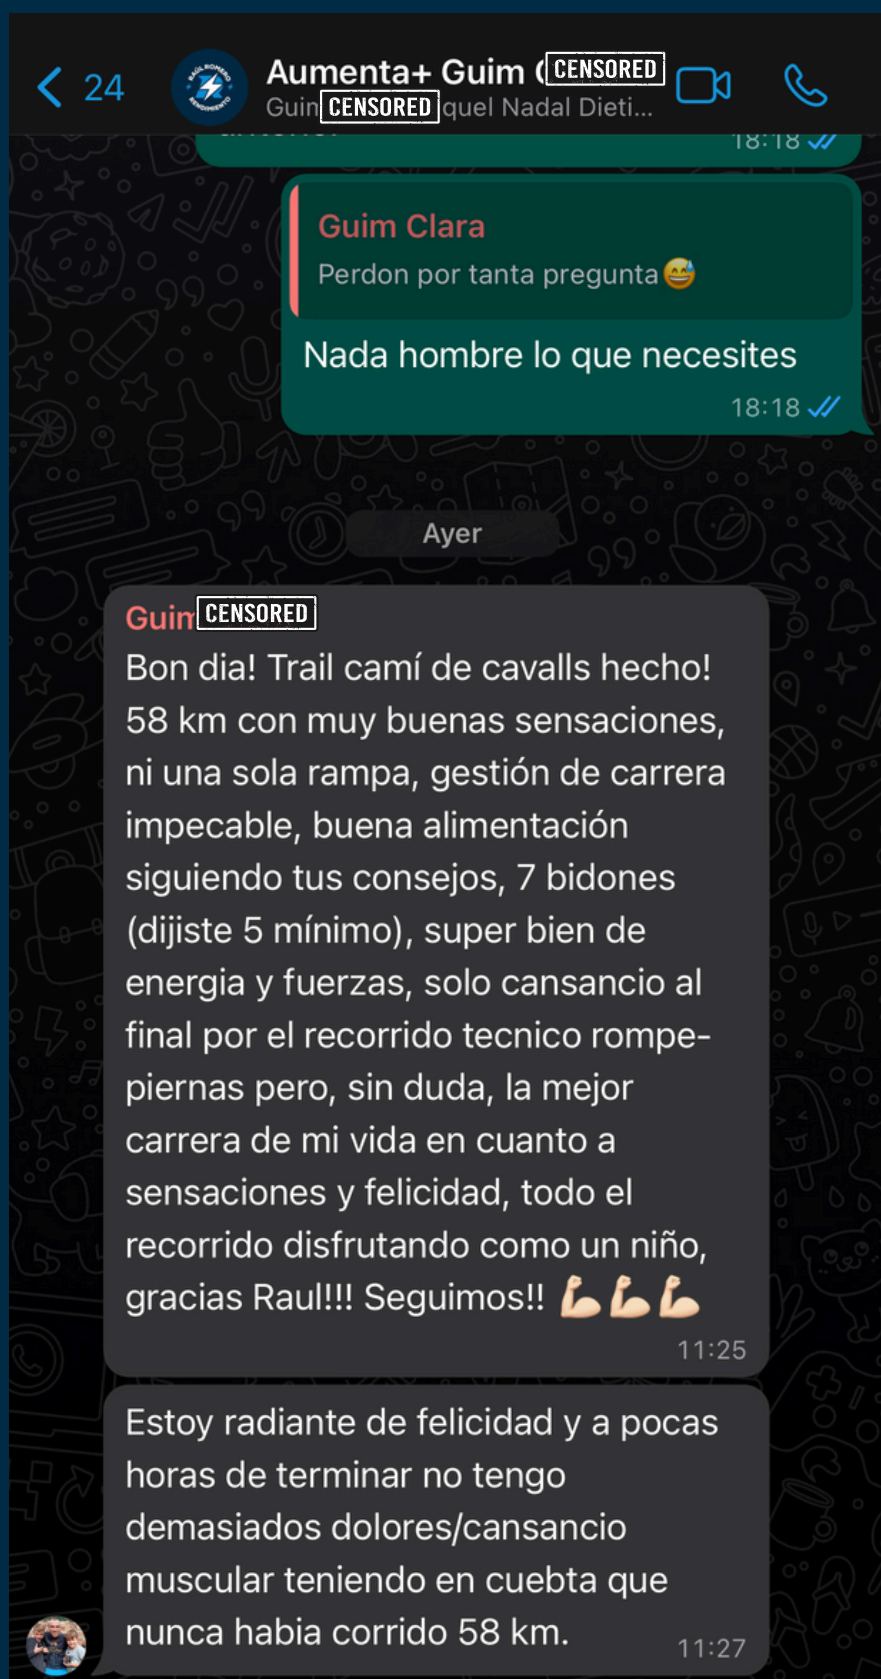 24
Aumenta+ Guim
CENSORED
RAÚL ROMERO
RENDIMIENTO
Guim
CENSORED
quel Nadal Dieti...
18:18
Guim Clara
Perdon por tanta pregunta😅
Nada hombre lo que necesites
18:18
Ayer
Guim
CENSORED
Bon dia! Trail camí de cavalls hecho!
58 km con muy buenas sensaciones,
ni una sola rampa, gestión de carrera
impecable, buena alimentación
siguiendo tus consejos, 7 bidones
(dijiste 5 mínimo), super bien de
energia y fuerzas, solo cansancio al
final por el recorrido tecnico rompe-
piernas pero, sin duda, la mejor
carrera de mi vida en cuanto a
sensaciones y felicidad, todo el
recorrido disfrutando como un niño,
gracias Raul!!! Seguimos!! 💪🏻💪🏻💪🏻
11:25
Estoy radiante de felicidad y a pocas
horas de terminar no tengo
demasiados dolores/cansancio
muscular teniendo en cuebta que
nunca habia corrido 58 km.
11:27